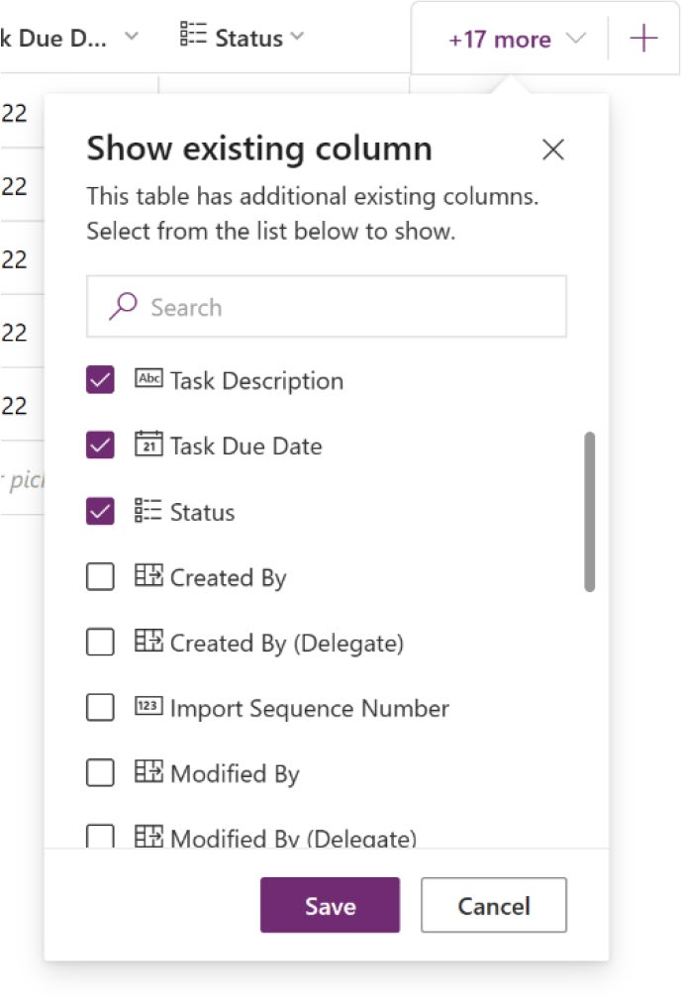 k Due D...
Status
+17 more
22
22
22
22
22
Show existing column
This table has additional existing columns.
Select from the list below to show.
Search
Abc Task Description
21 Task Due Date
Status
Created By
Created By (Delegate)
123 Import Sequence Number
Modified By
Modified By (Delegate)
Save
Cancel